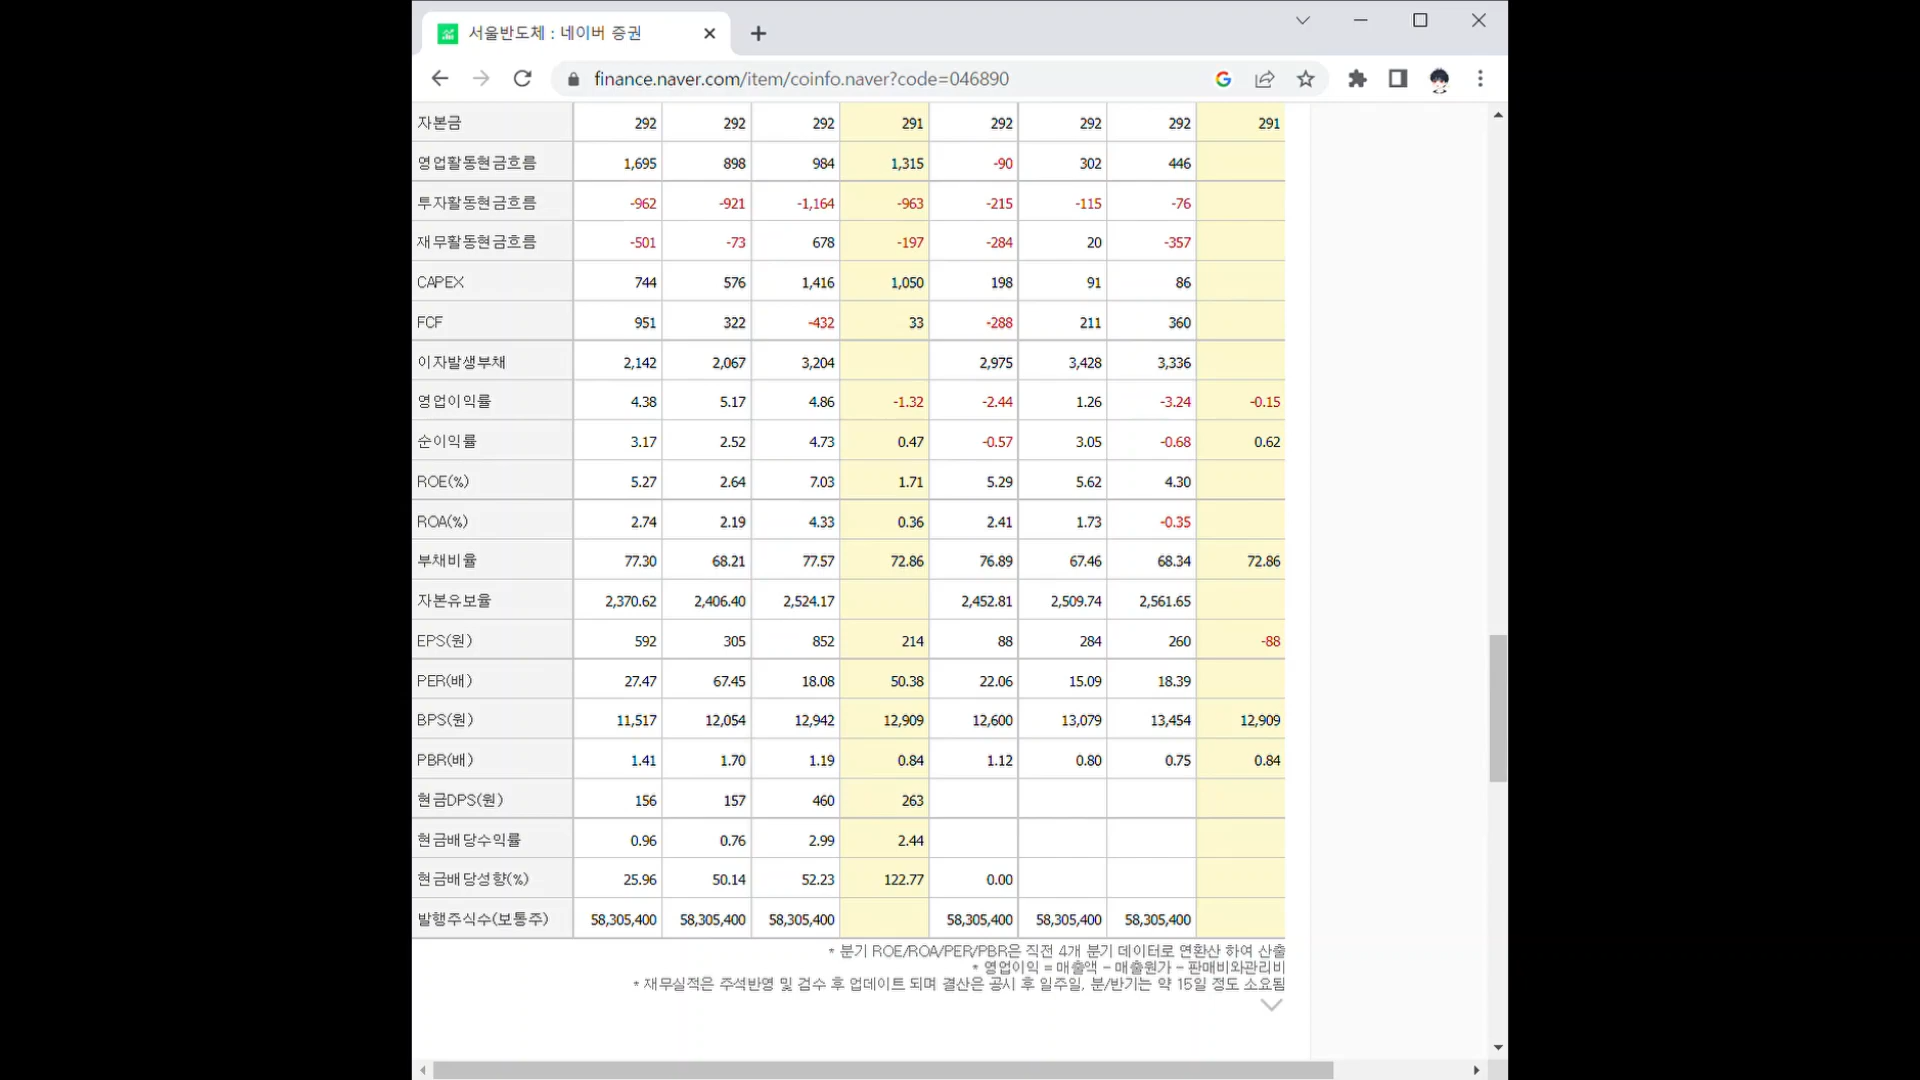 서울반도체 : 네이버 증권
finance.naver.com/item/coinfo.naver?code=046890
자본금 292 292 292 291 292 292 292 291
영업활동현금흐름 1,695 898 984 1,315 -90 302 446
투자활동현금흐름 -962 -921 -1,164 -963 -215 -115 -76
재무활동현금흐름 -501 -73 678 -197 -284 20 -357
CAPEX 744 576 1,416 1,050 198 91 86
FCF 951 322 -432 33 -288 211 360
이자발생부채 2,142 2,067 3,204 2,975 3,428 3,336
영업이익률 4.38 5.17 4.86 -1.32 -2.44 1.26 -3.24 -0.15
순이익률 3.17 2.52 4.73 0.47 -0.57 3.05 -0.68 0.62
ROE(%) 5.27 2.64 7.03 1.71 5.29 5.62 4.30
ROA(%) 2.74 2.19 4.33 0.36 2.41 1.73 -0.35
부채비율 77.30 68.21 77.57 72.86 76.89 67.46 68.34 72.86
자본유보율 2,370.62 2,406.40 2,524.17 2,452.81 2,509.74 2,561.65
EPS(원) 592 305 852 214 88 284 260 -88
PER(배) 27.47 67.45 18.08 50.38 22.06 15.09 18.39
BPS(원) 11,517 12,054 12,942 12,909 12,600 13,079 13,454 12,909
PBR(배) 1.41 1.70 1.19 0.84 1.12 0.80 0.75 0.84
현금DPS(원) 156 157 460 263
현금배당수익률 0.96 0.76 2.99 2.44
현금배당성향(%) 25.96 50.14 52.23 122.77 0.00
발행주식수(보통주) 58,305,400 58,305,400 58,305,400 58,305,400 58,305,400 58,305,400
* 분기 ROE/ROA/PER/PBR은 직전 4개 분기 데이터로 연환산 하여 산출
* 영업이익 = 매출액 - 매출원가 - 판매비와관리비
* 재무실적은 주석반영 및 검수 후 업데이트 되며 결산은 공시 후 일주일, 분/반기는 약 15일 정도 소요됨